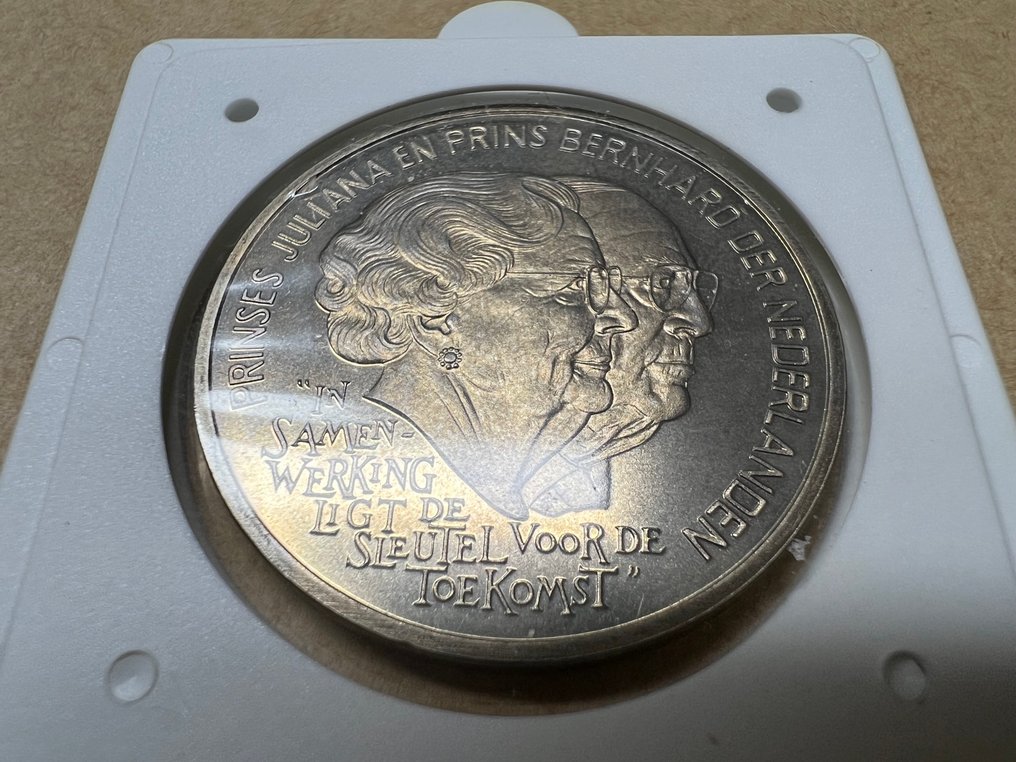 PRINSES JULIANA EN PRINS BERNHARD DER NEDERLANDEN
"IN
SAMEN-
WERKING
LIGT DE
SLEUTEL VOOR DE
TOEKOMST"